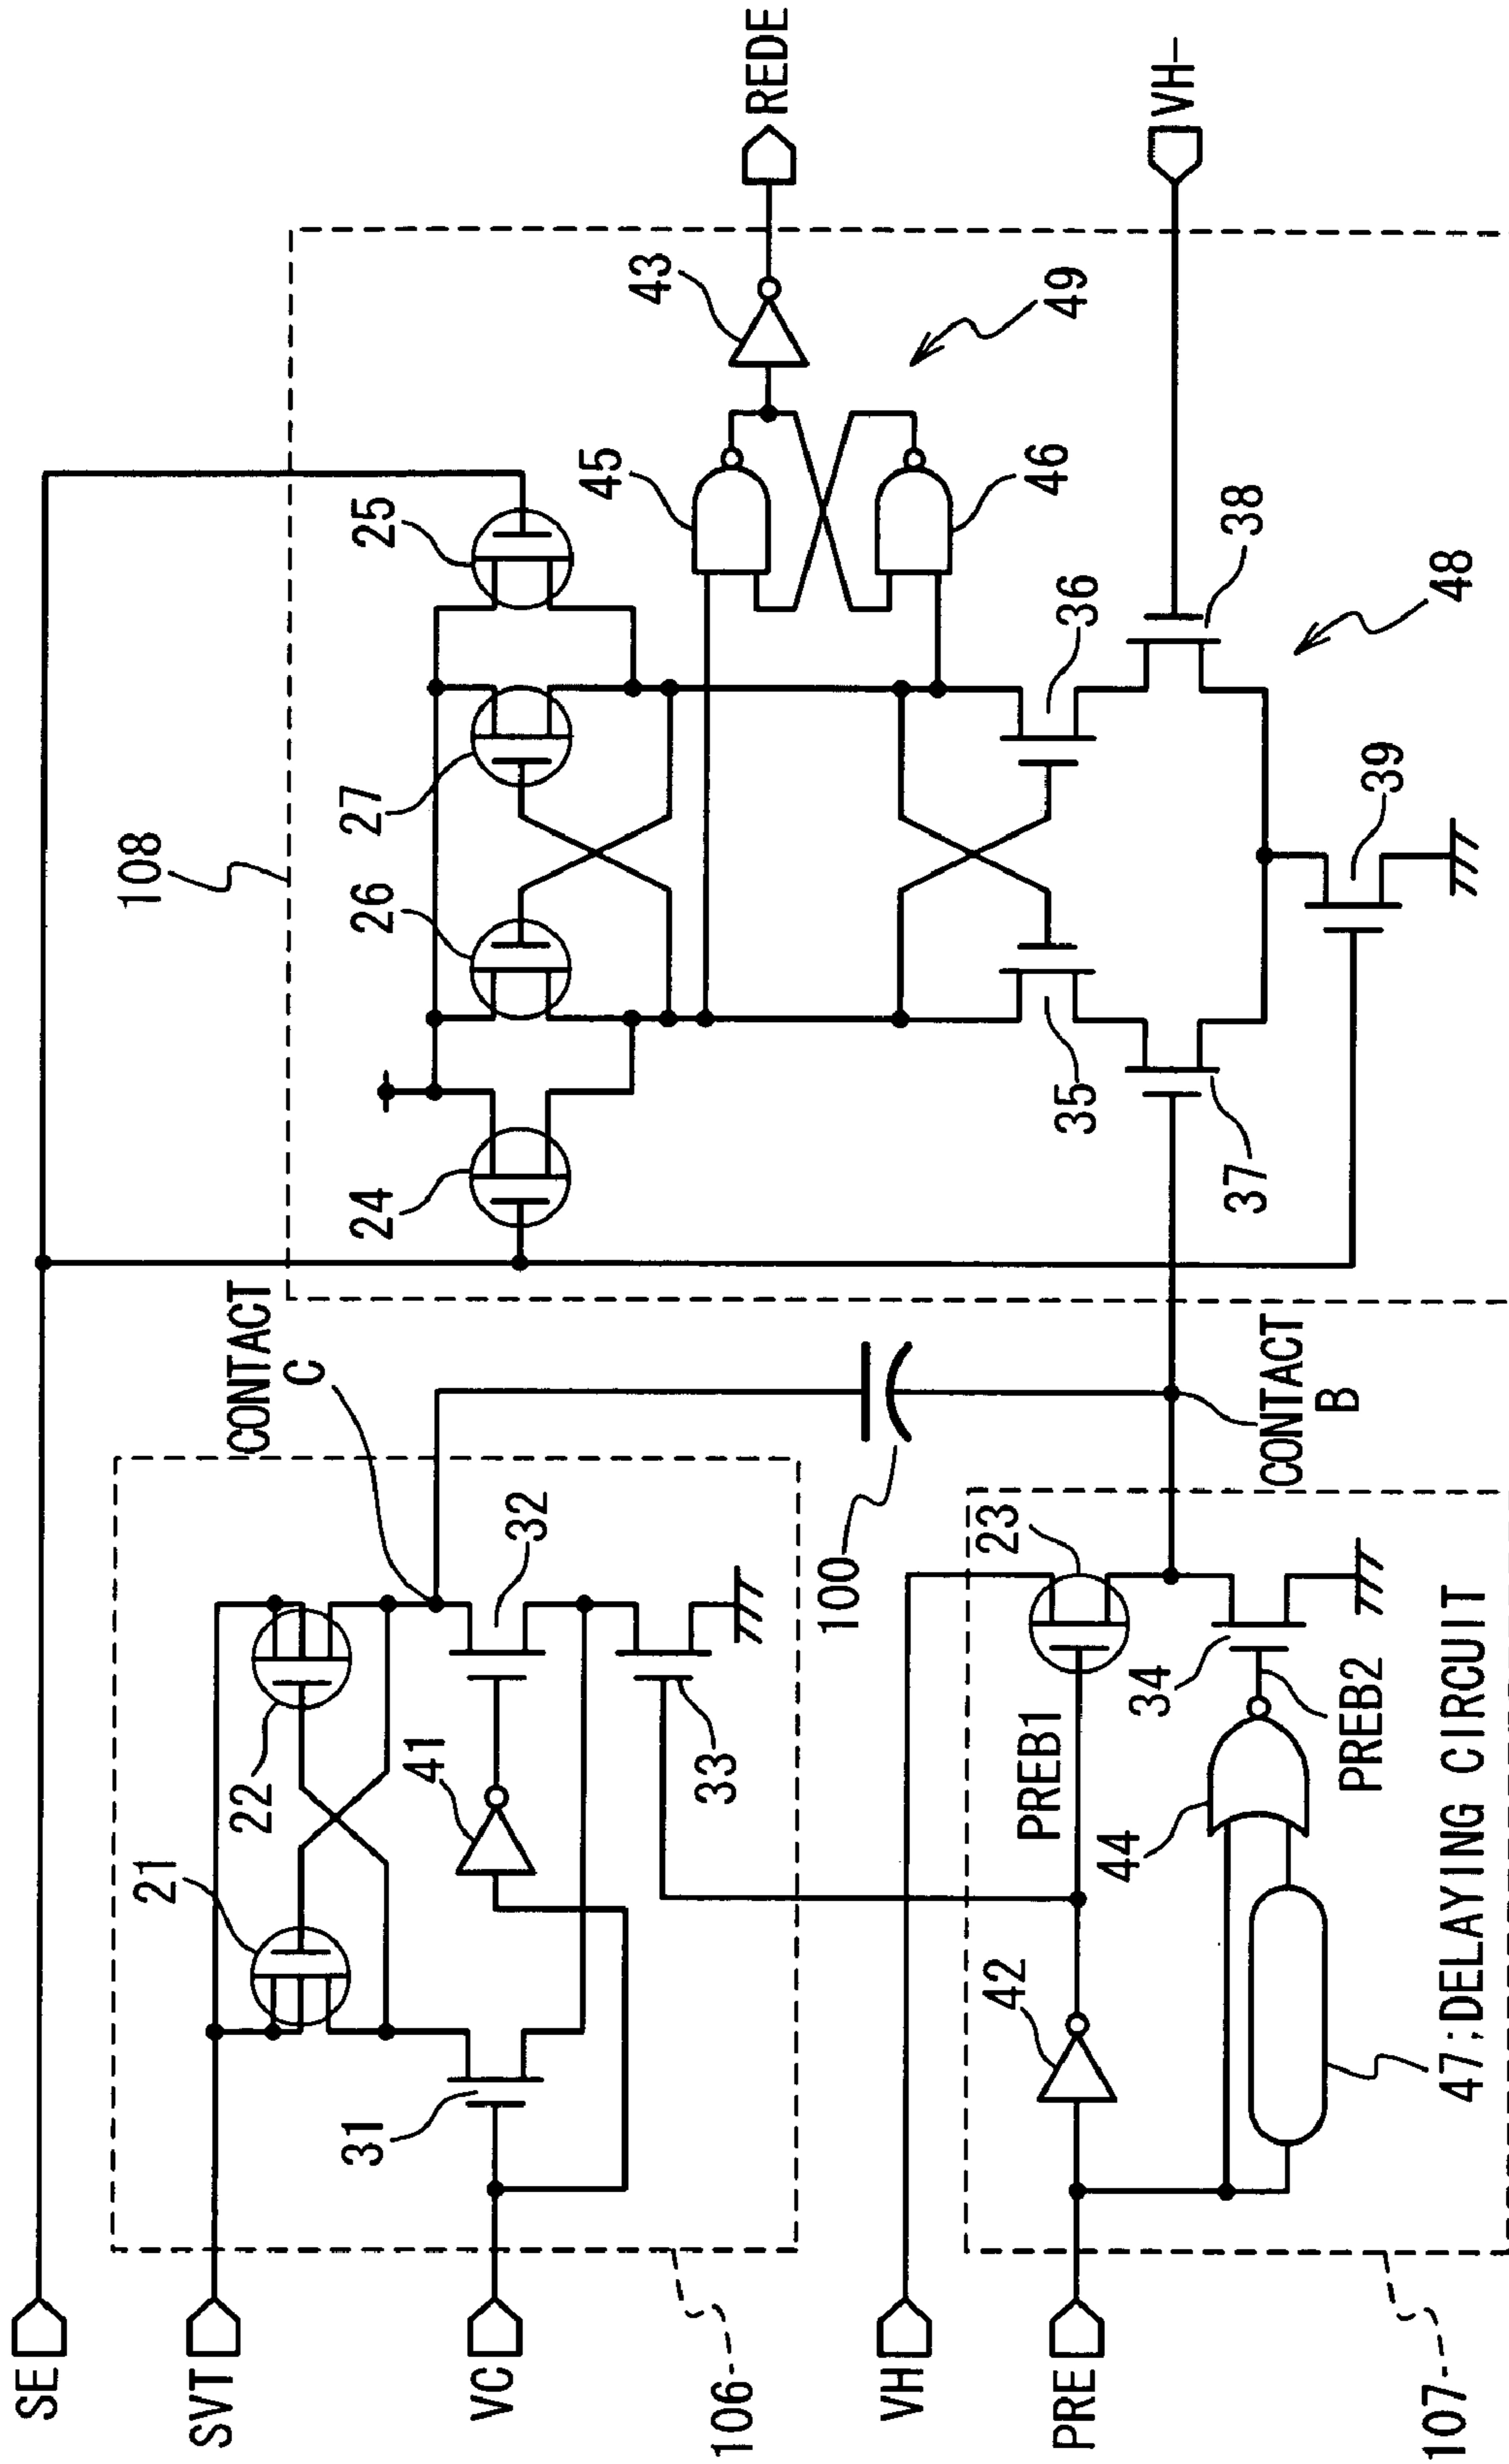 SE
SVT
VC
VH
PRE
106
107
21
22
31
41
32
33
CONTACT
C
100
42
PREB1
23
44
34
PREB2
47;DELAYING CIRCUIT
CONTACT
B
108
24
26
27
25
45
46
43
49
35
36
37
38
39
48
REDE
VH-